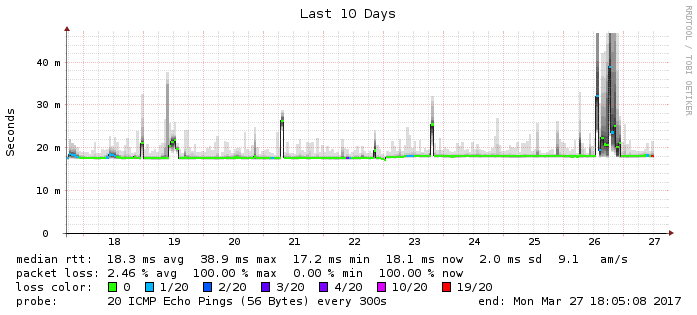 Last 10 Days
RRDTOOL / TOBI OETIKER
Seconds
40 m
30 m
20 m
10 m
0
18 19 20 21 22 23 24 25 26 27
median rtt: 18.3 ms avg 38.9 ms max 17.2 ms min 18.1 ms now 2.0 ms sd 9.1 am/s
packet loss: 2.46 % avg 100.00 % max 0.00 % min 100.00 % now
loss color: 0 1/20 2/20 3/20 4/20 10/20 19/20
probe: 20 ICMP Echo Pings (56 Bytes) every 300s end: Mon Mar 27 18:05:08 2017